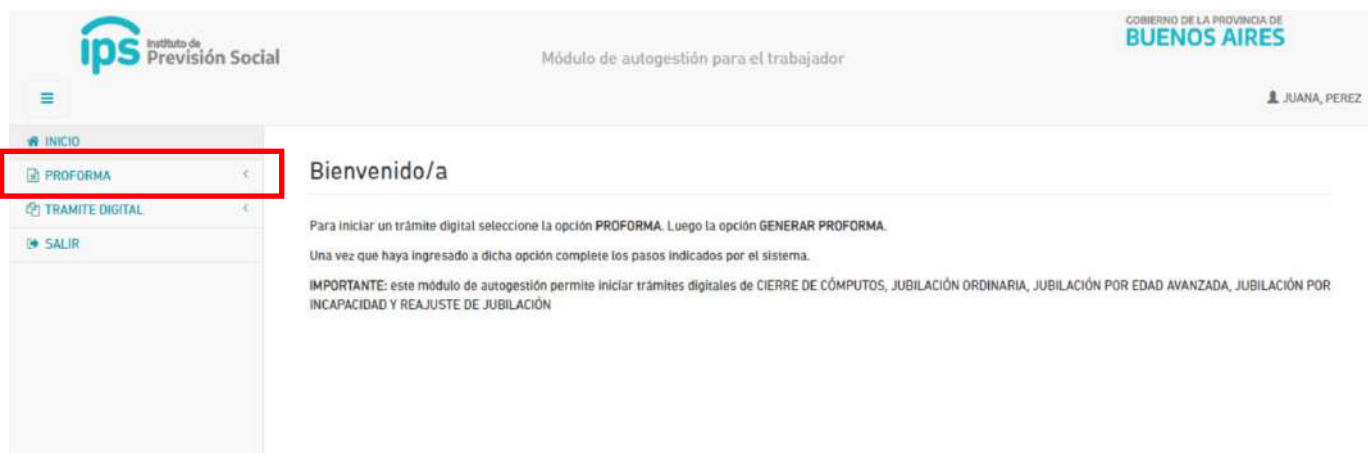 ips Instituto de
Previsión Social
Módulo de autogestión para el trabajador
GOBIERNO DE LA PROVINCIA DE
BUENOS AIRES
JUANA, PEREZ
INICIO
PROFORMA
TRAMITE DIGITAL
SALIR
Bienvenido/a
Para iniciar un trámite digital seleccione la opción PROFORMA. Luego la opción GENERAR PROFORMA.
Una vez que haya ingresado a dicha opción complete los pasos indicados por el sistema.
IMPORTANTE: este módulo de autogestión permite iniciar trámites digitales de CIERRE DE CÓMPUTOS, JUBILACIÓN ORDINARIA, JUBILACIÓN POR EDAD AVANZADA, JUBILACIÓN POR
INCAPACIDAD Y REAJUSTE DE JUBILACIÓN